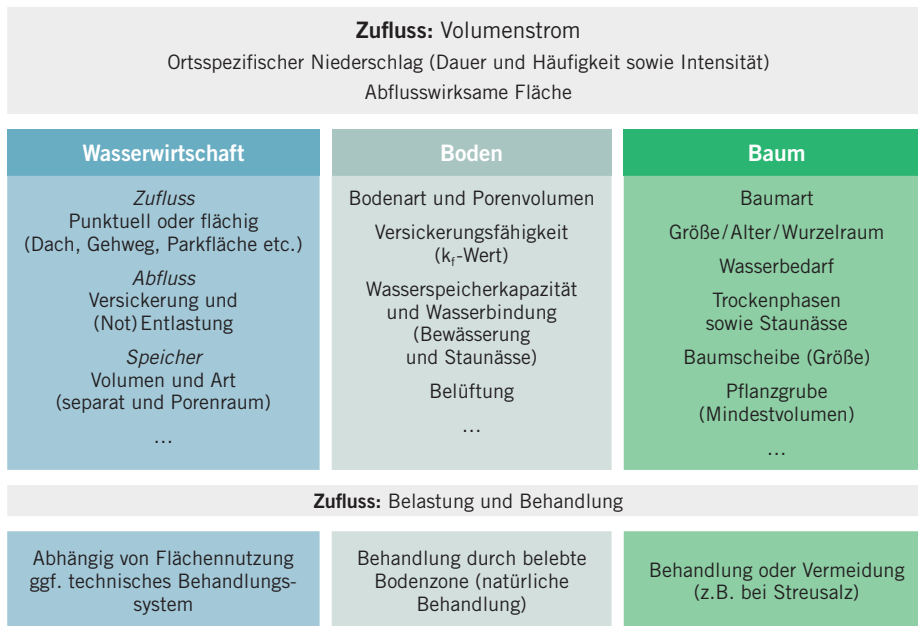 Zufluss: Volumenstrom
Ortsspezifischer Niederschlag (Dauer und Häufigkeit sowie Intensität)
Abflusswirksame Fläche
Wasserwirtschaft
Zufluss
Punktuell oder flächig
(Dach, Gehweg, Parkfläche etc.)
Abfluss
Versickerung und
(Not) Entlastung
Speicher
Volumen und Art
(separat und Porenraum)
...
Boden
Bodenart und Porenvolumen
Versickerungsfähigkeit
(kf-Wert)
Wasserspeicherkapazität
und Wasserbindung
(Bewässerung
und Staunässe)
Belüftung
...
Baum
Baumart
Größe/Alter/Wurzelraum
Wasserbedarf
Trockenphasen
sowie Staunässe
Baumscheibe (Größe)
Pflanzgrube
(Mindestvolumen)
...
Zufluss: Belastung und Behandlung
Abhängig von Flächennutzung
ggf. technisches Behandlungs-
system
Behandlung durch belebte
Bodenzone (natürliche
Behandlung)
Behandlung oder Vermeidung
(z.B. bei Streusalz)